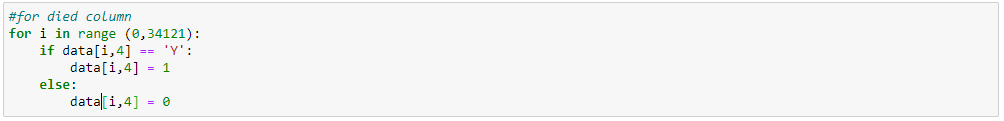 #for died column
for i in range (0,34121):
    if data[i,4] == 'Y':
        data[i,4] = 1
    else:
        data[i,4] = 0